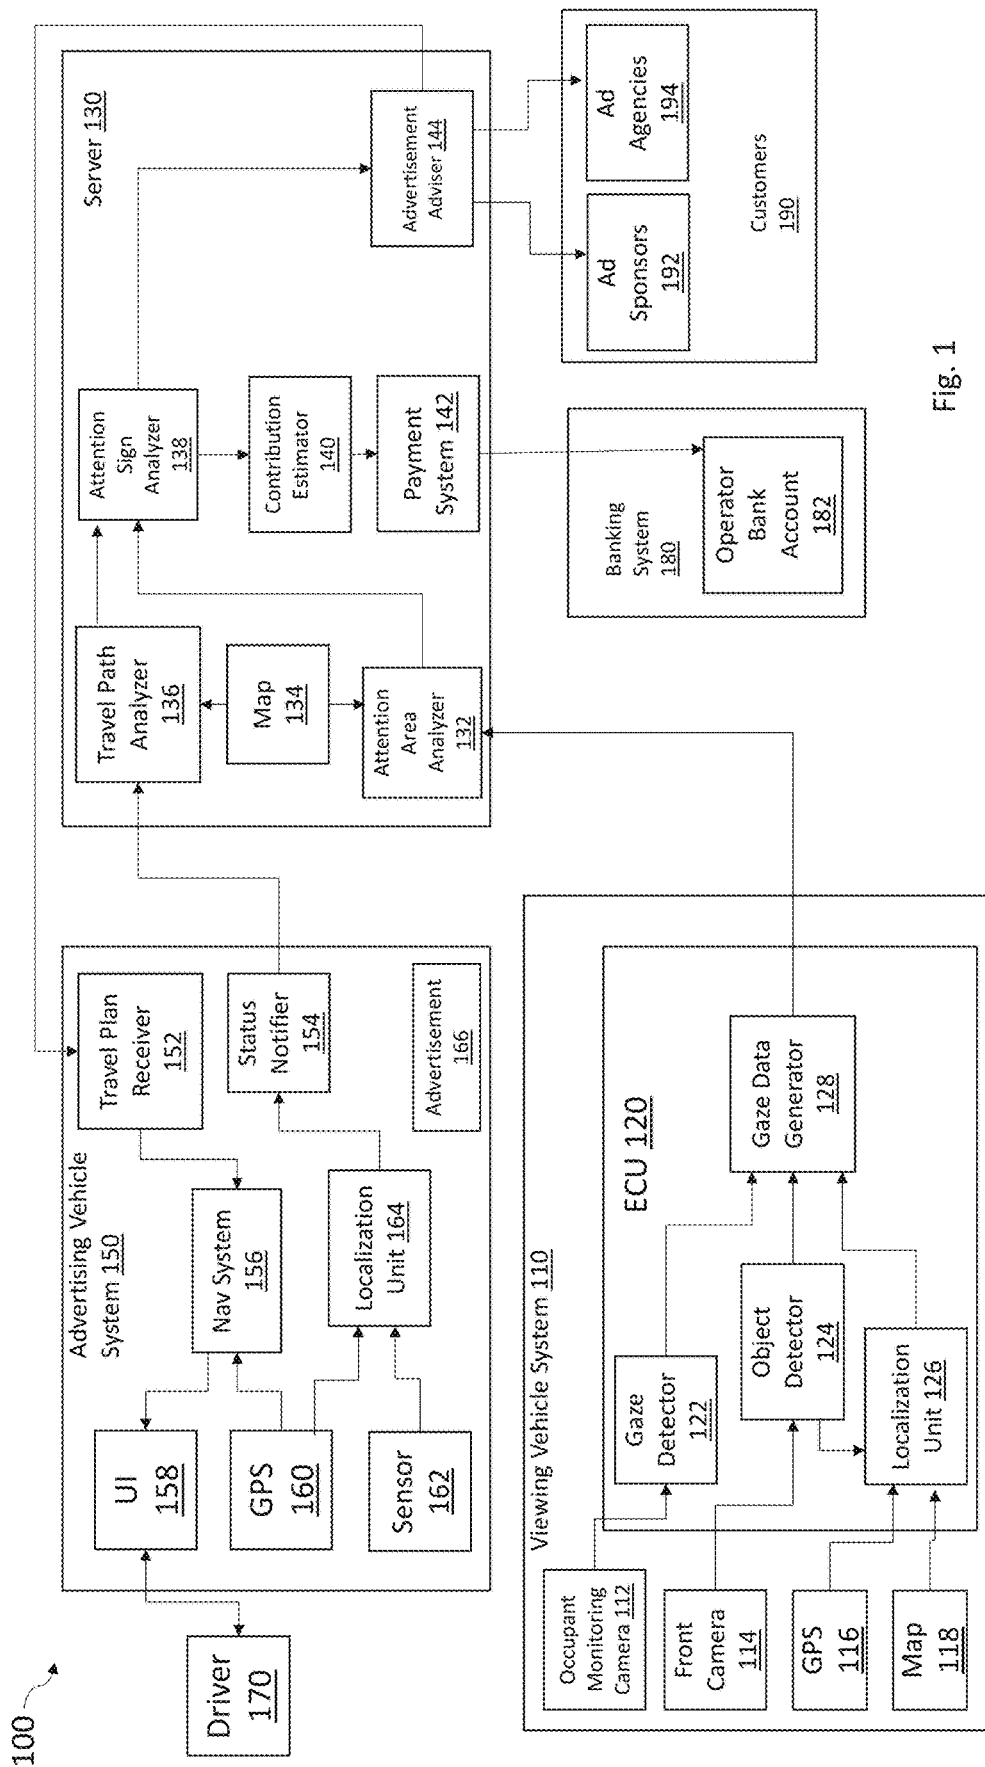 100
Driver
170
Advertising Vehicle
System 150
UI
158
GPS
160
Sensor
162
Nav System
156
Localization
Unit 164
Travel Plan
Receiver
152
Status
Notifier
154
Advertisement
166
Server 130
Travel Path
Analyzer
136
Map
134
Attention
Area
Analyzer
132
Attention
Sign
Analyzer
138
Contribution
Estimator
140
Payment
System 142
Advertisement
Adviser 144
Viewing Vehicle System 110
Occupant
Monitoring
Camera 112
Front
Camera
114
GPS
116
Map
118
ECU 120
Gaze
Detector
122
Object
Detector
124
Localization
Unit 126
Gaze Data
Generator
128
Banking
System
180
Operator
Bank
Account
182
Ad
Sponsors
192
Ad
Agencies
194
Customers
190
Fig. 1